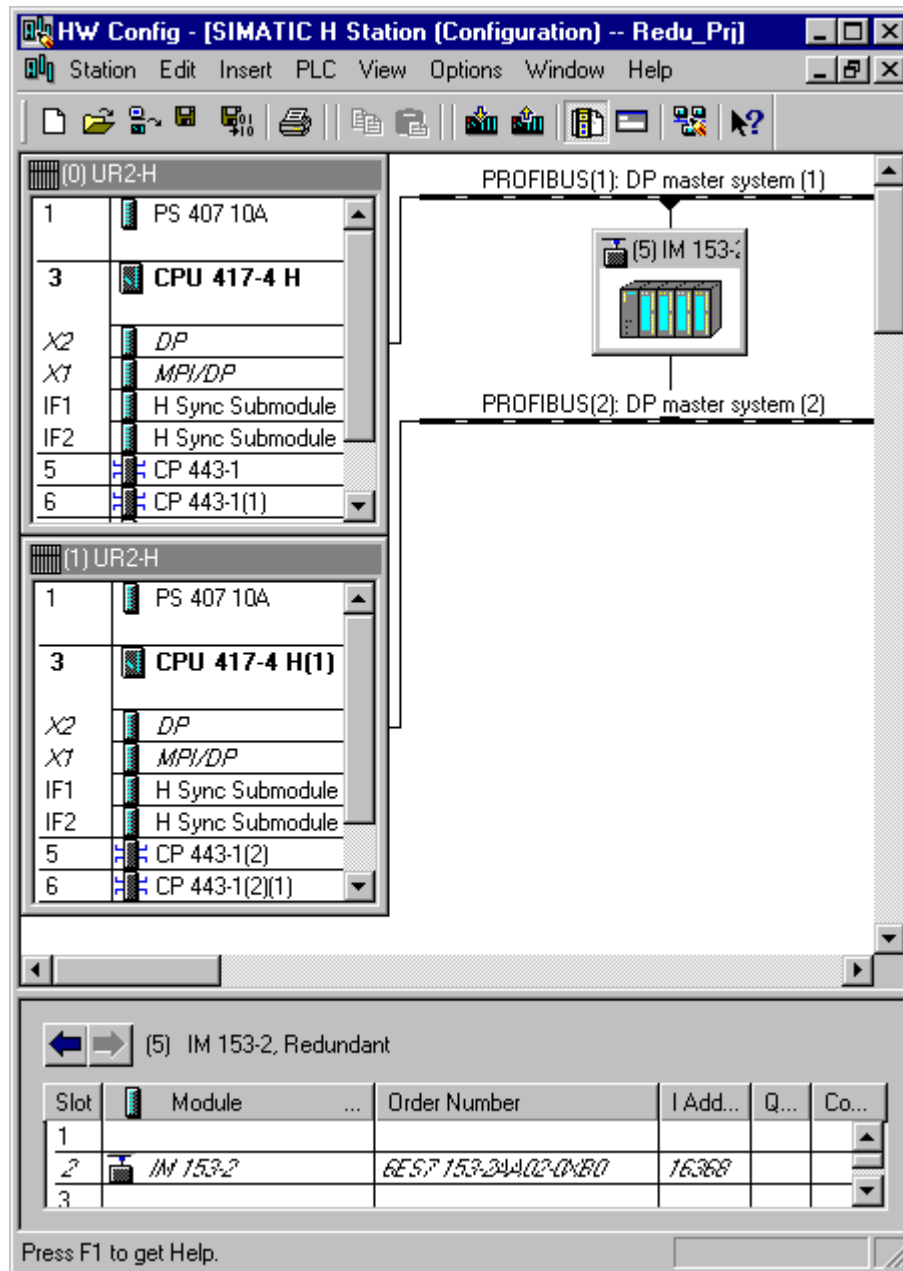 HW Config - [SIMATIC H Station (Configuration) -- Redu_Prj]
Station Edit Insert PLC View Options Window Help
(0) UR2-H
1 PS 407 10A
3 CPU 417-4 H
X2 DP
X1 MPI/DP
IF1 H Sync Submodule
IF2 H Sync Submodule
5 CP 443-1
6 CP 443-1(1)
(1) UR2-H
1 PS 407 10A
3 CPU 417-4 H(1)
X2 DP
X1 MPI/DP
IF1 H Sync Submodule
IF2 H Sync Submodule
5 CP 443-1(2)
6 CP 443-1(2)(1)
PROFIBUS(1): DP master system (1)
(5) IM 153-2
PROFIBUS(2): DP master system (2)
(5) IM 153-2, Redundant
Slot Module ... Order Number I Add... Q... Co...
1
2 IM 153-2 6ES7 153-2AA02-0XB0 16368
3
Press F1 to get Help.